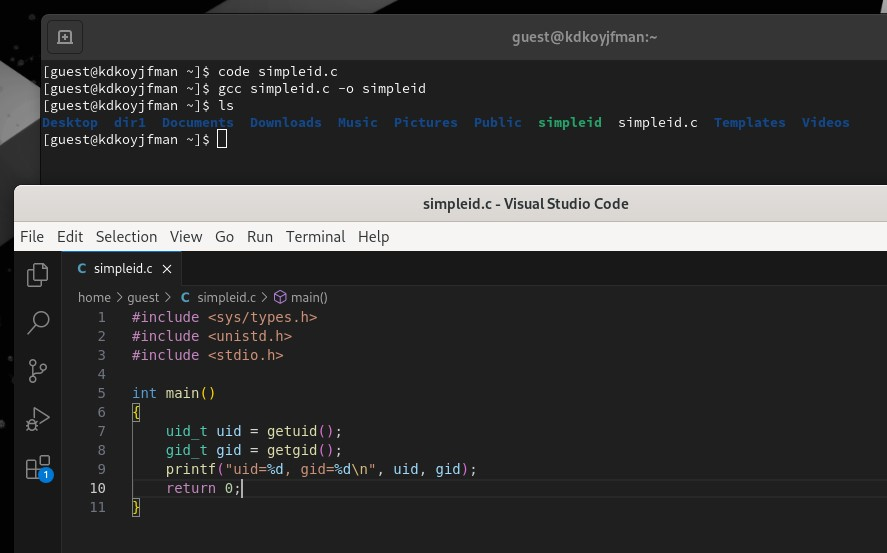 guest@kdkoyjfman:~
[guest@kdkoyjfman ~]$ code simpleid.c
[guest@kdkoyjfman ~]$ gcc simpleid.c -o simpleid
[guest@kdkoyjfman ~]$ ls
Desktop dir1 Documents Downloads Music Pictures Public simpleid simpleid.c Templates Videos
[guest@kdkoyjfman ~]$
simpleid.c - Visual Studio Code
File Edit Selection View Go Run Terminal Help
C simpleid.c ×
home > guest > C simpleid.c > main()
1 #include <sys/types.h>
2 #include <unistd.h>
3 #include <stdio.h>
4
5 int main()
6 {
7 uid_t uid = getuid();
8 gid_t gid = getgid();
9 printf("uid=%d, gid=%d\n", uid, gid);
10 return 0;
11 }
1